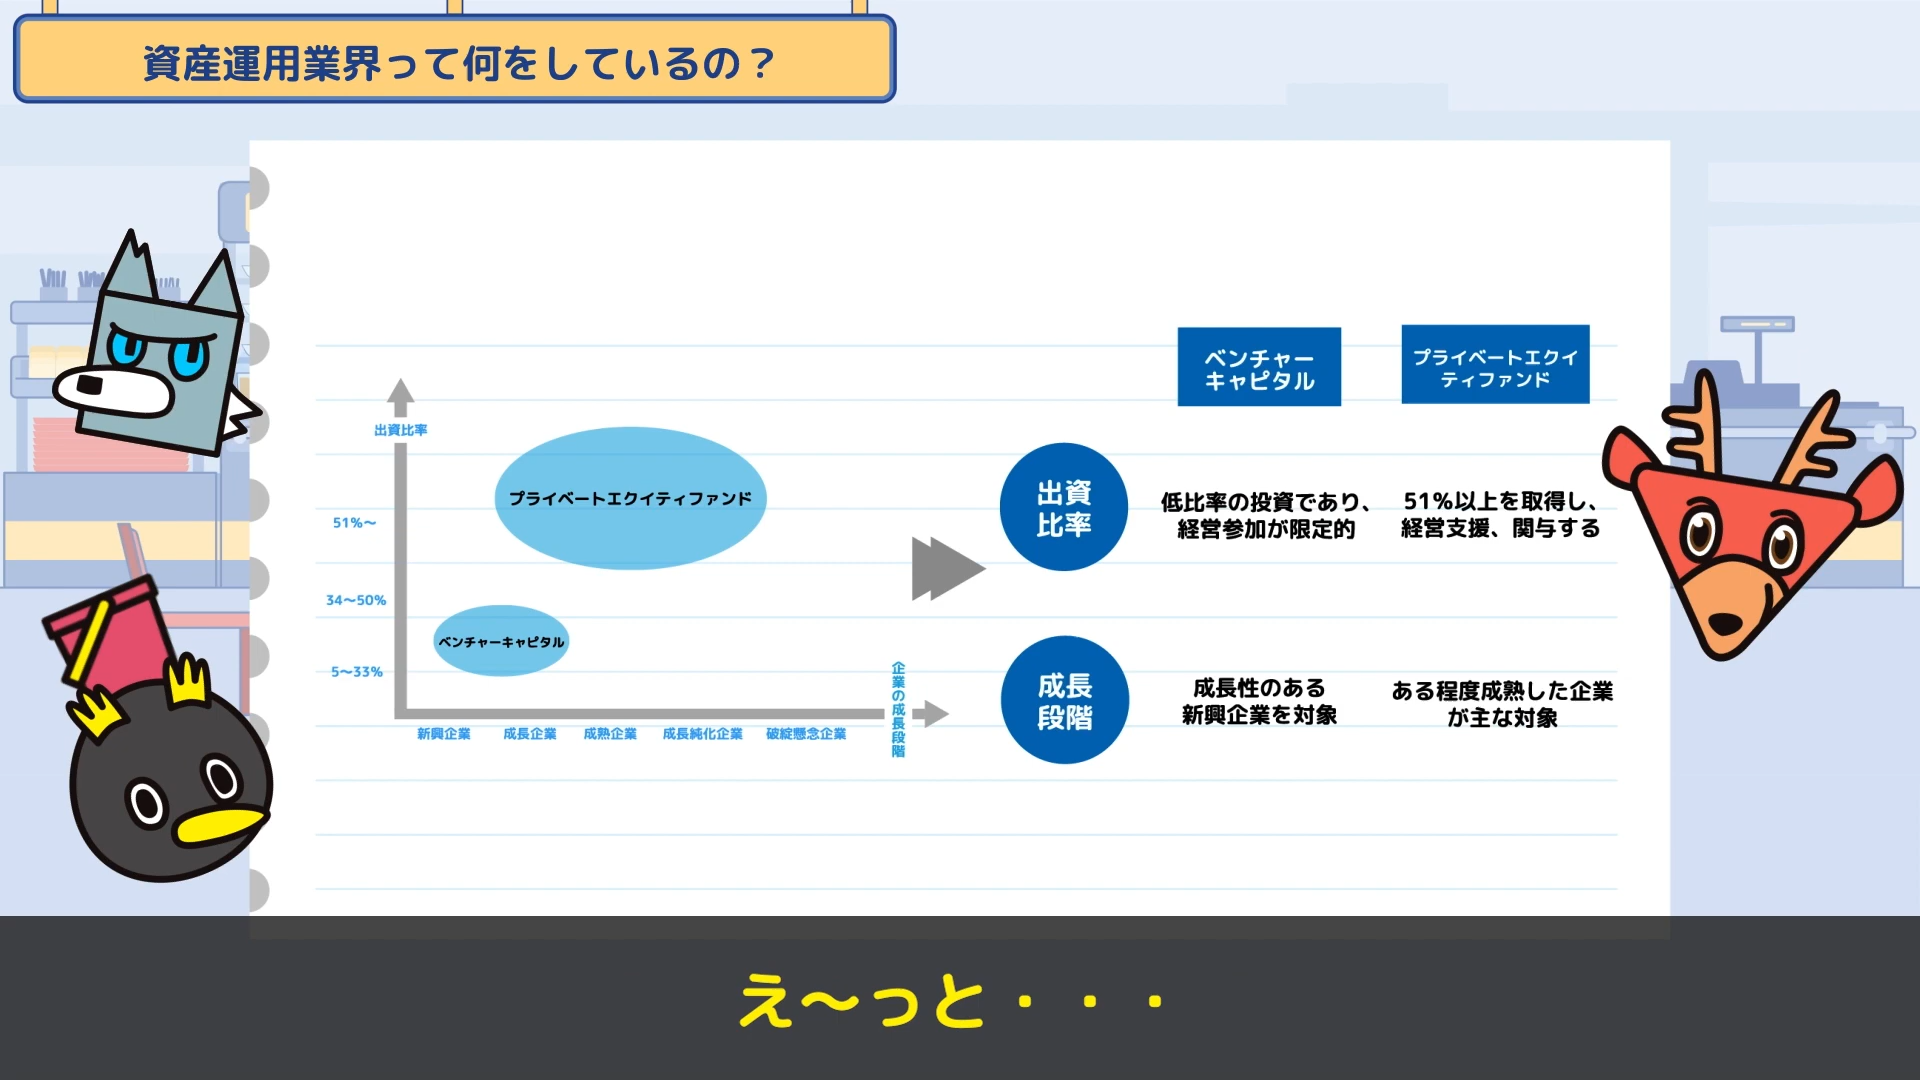 資産運用業界って何をしているの？
ベンチャー
キャピタル
プライベートエクイ
ティファンド
出資比率
プライベートエクイティファンド
51%〜
34〜50%
ベンチャーキャピタル
5〜33%
企業の成長段階
新興企業
成長企業
成熟企業
成長純化企業
破綻懸念企業
出資
比率
低比率の投資であり、
経営参加が限定的
51%以上を取得し、
経営支援、関与する
成長
段階
成長性のある
新興企業を対象
ある程度成熟した企業
が主な対象
え〜っと・・・